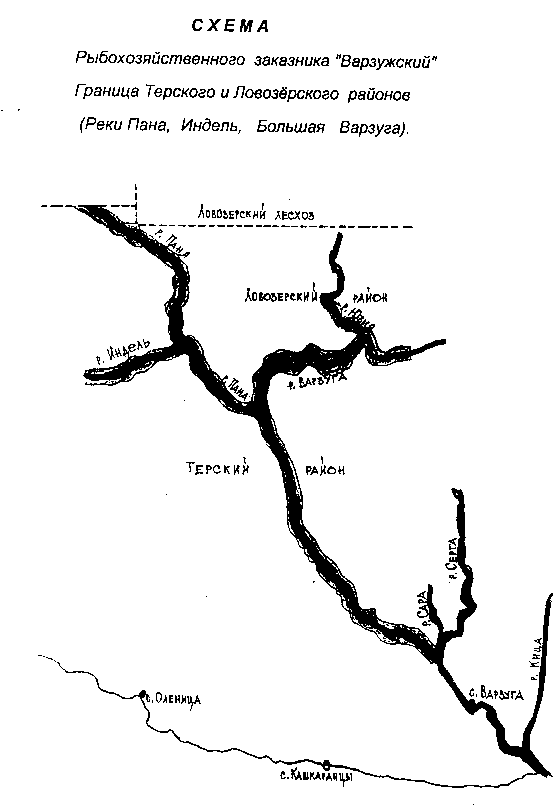 СХЕМА
Рыбохозяйственного заказника "Варзужский"
Граница Терского и Ловозёрского районов
(Реки Пана, Индель, Большая Варзуга).
Ловозерский лесхоз
р. Пана
Ловозерский район
р. Индель
р. Пана
р. Варзуга
Терский район
р. Серга
р. Сара
р. Кица
с. Варзуга
с. Оленица
с. Кашкаранцы